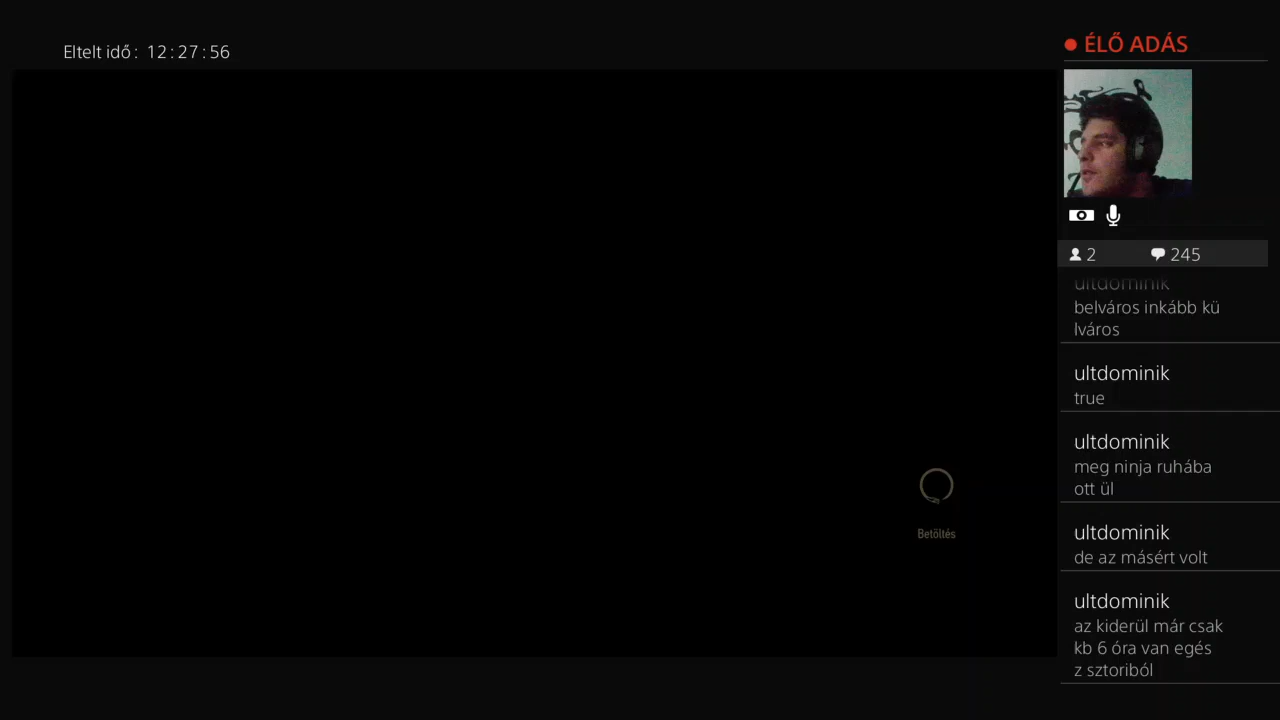 Eltelt idő : 12 : 27 : 56
ÉLŐ ADÁS
2 245
ultdominik
belváros inkább kü
lváros
ultdominik
true
ultdominik
meg ninja ruhába
ott ül
ultdominik
de az másért volt
ultdominik
az kiderül már csak
kb 6 óra van egés
z sztoriból
Betöltés